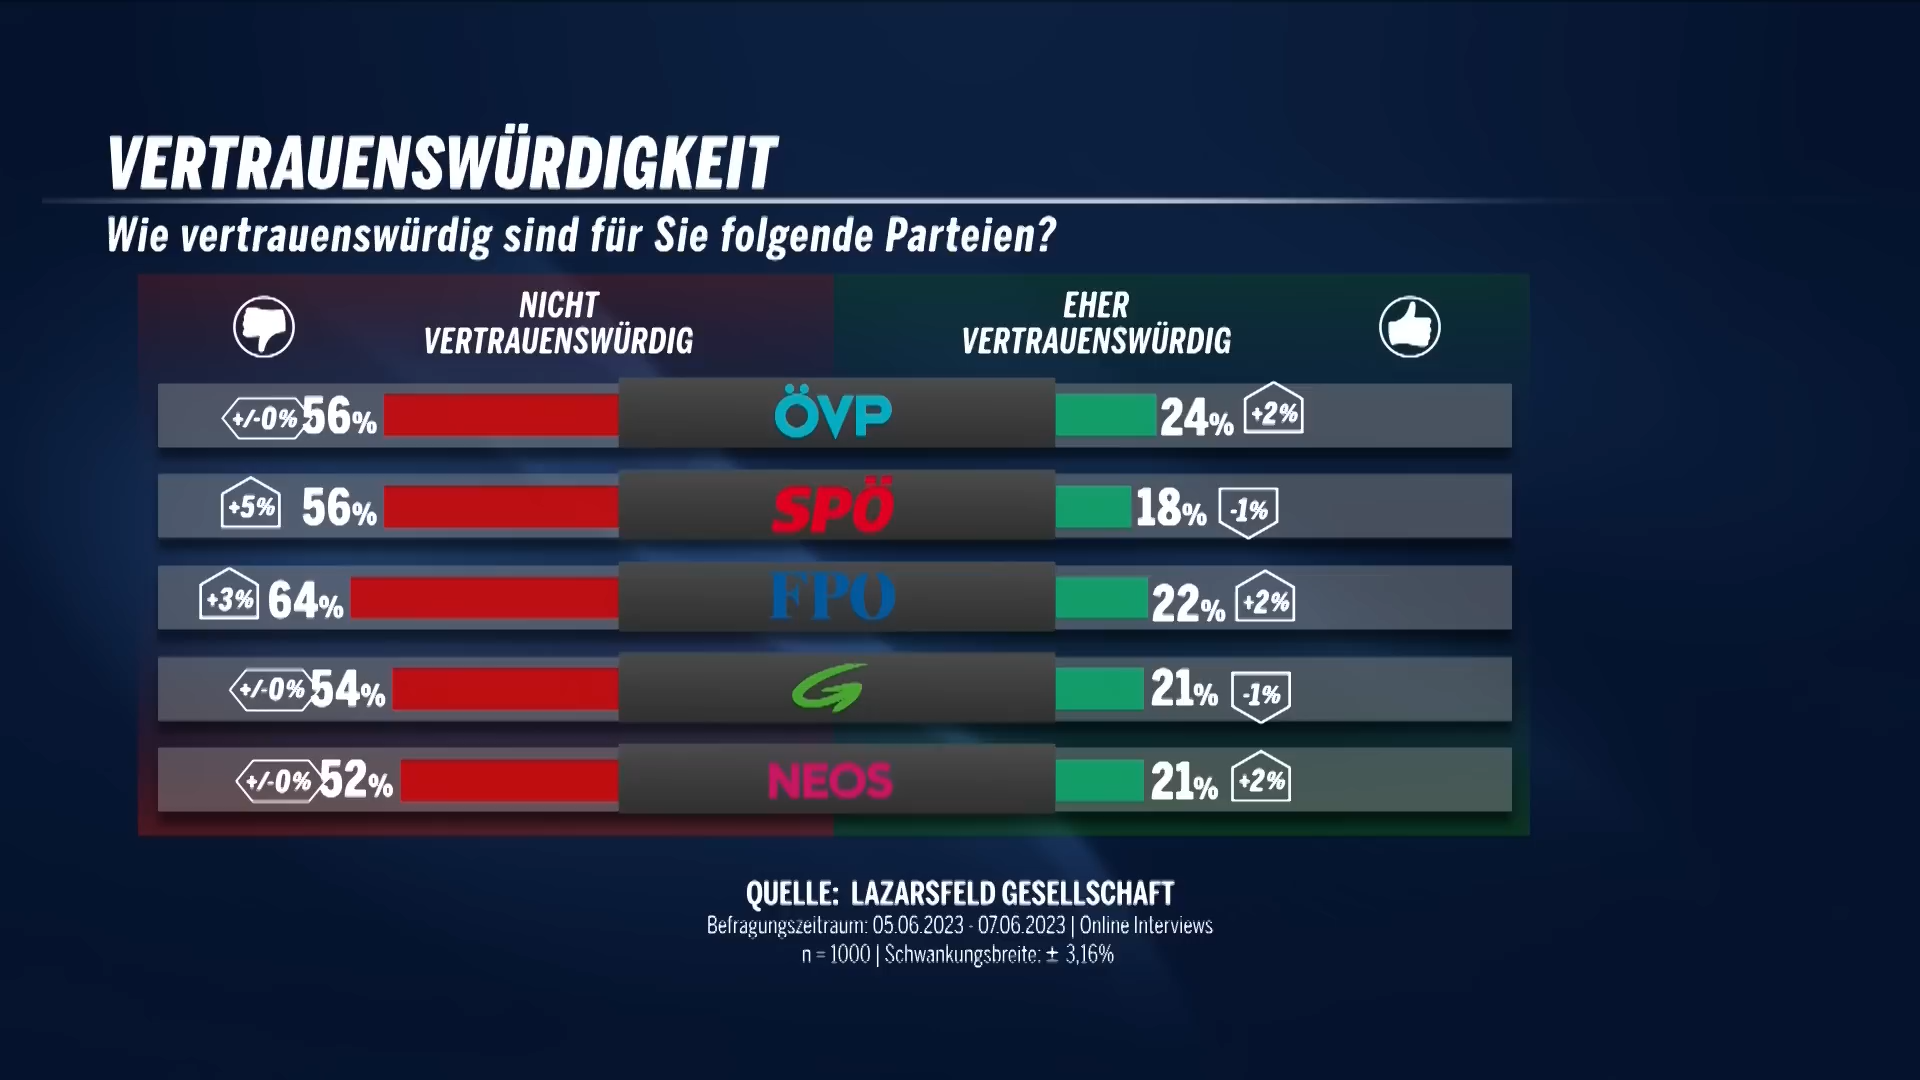 VERTRAUENSWÜRDIGKEIT
Wie vertrauenswürdig sind für Sie folgende Parteien?
NICHT
VERTRAUENSWÜRDIG
EHER
VERTRAUENSWÜRDIG
+/-0% 56% ÖVP 24% +2%
+5% 56% SPÖ 18% -1%
+3% 64% FPO 22% +2%
+/-0% 54% G 21% -1%
+/-0% 52% NEOS 21% +2%
QUELLE: LAZARSFELD GESELLSCHAFT
Befragungszeitraum: 05.06.2023 - 07.06.2023 | Online Interviews
n = 1000 | Schwankungsbreite: ± 3,16%